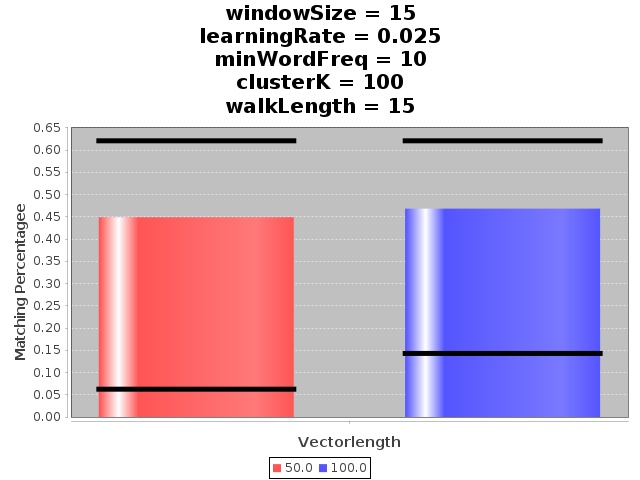 windowSize = 15
learningRate = 0.025
minWordFreq = 10
clusterK = 100
walkLength = 15
0.65
0.60
0.55
0.50
0.45
0.40
0.35
0.30
0.25
0.20
0.15
0.10
0.05
0.00
Matching Percentagee
Vectorlength
50.0 100.0